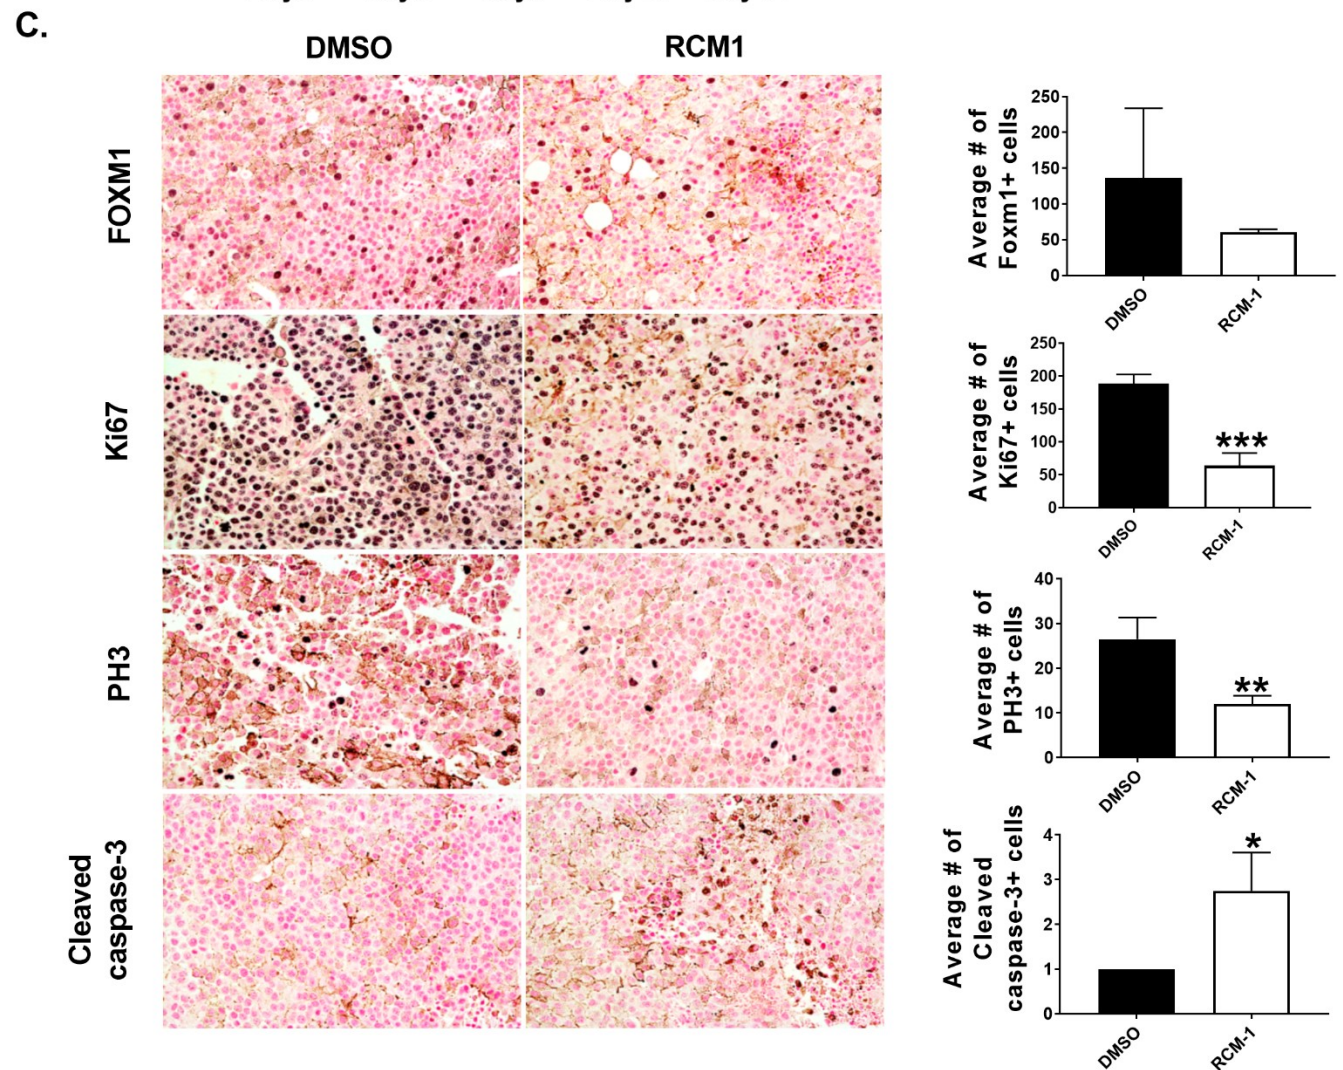 C.
DMSO RCM1
FOXM1
Average # of
Foxm1+ cells
250
200
150
100
50
0
DMSO
RCM-1
Ki67
Average # of
Ki67+ cells
250
200
150
100
50
0
***
DMSO
RCM-1
PH3
Average # of
PH3+ cells
40
30
20
10
0
**
DMSO
RCM-1
Cleaved
caspase-3
Average # of
Cleaved
caspase-3+ cells
4
3
2
1
0
*
DMSO
RCM-1